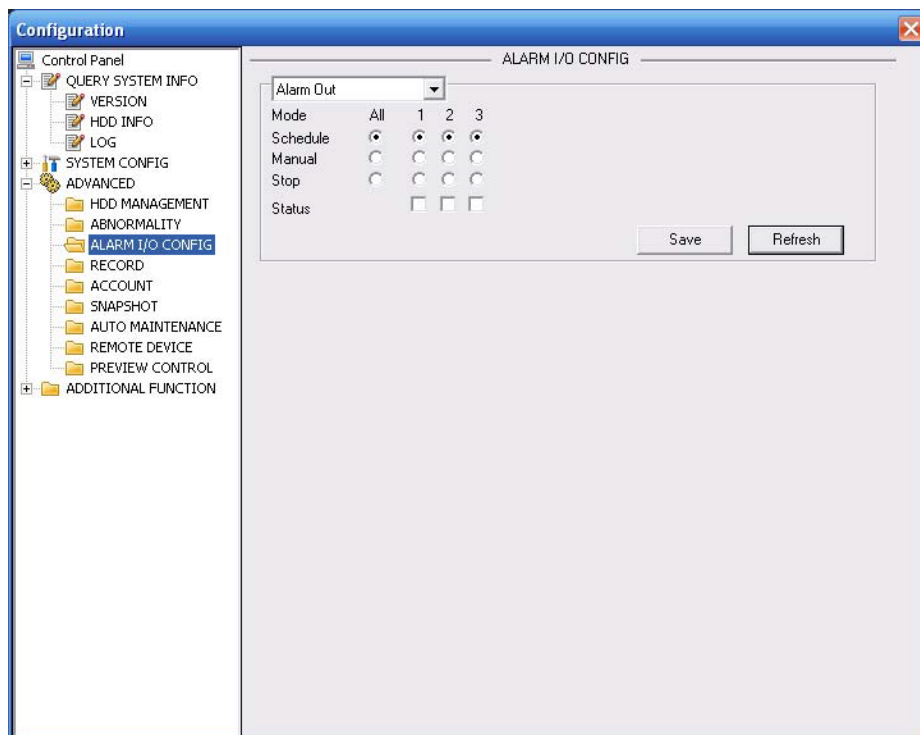 Configuration
Control Panel
QUERY SYSTEM INFO
VERSION
HDD INFO
LOG
SYSTEM CONFIG
ADVANCED
HDD MANAGEMENT
ABNORMALITY
ALARM I/O CONFIG
RECORD
ACCOUNT
SNAPSHOT
AUTO MAINTENANCE
REMOTE DEVICE
PREVIEW CONTROL
ADDITIONAL FUNCTION
ALARM I/O CONFIG
Alarm Out
Mode All 1 2 3
Schedule
Manual
Stop
Status
Save Refresh